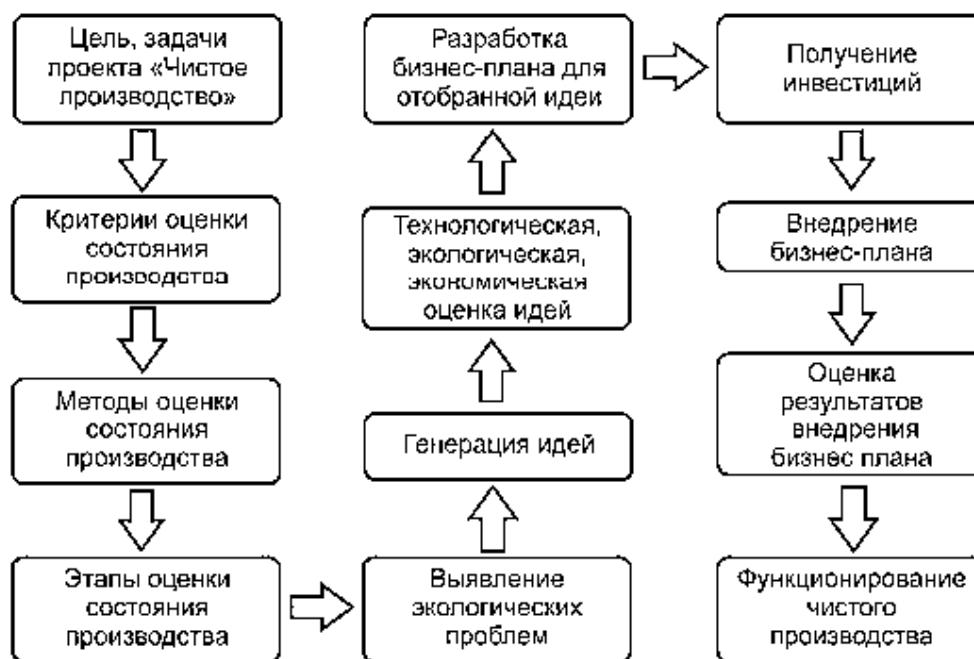 Цель, задачи
проекта «Чистое
производство»
Критерии оценки
состояния
производства
Методы оценки
состояния
производства
Этапы оценки
состояния
производства
Выявление
экологических
проблем
Генерация идей
Технологическая,
экологическая,
экономическая
оценка идей
Разработка
бизнес-плана для
отобранной идеи
Получение
инвестиций
Внедрение
бизнес-плана
Оценка
результатов
внедрения
бизнес плана
Функционирование
чистого
производства